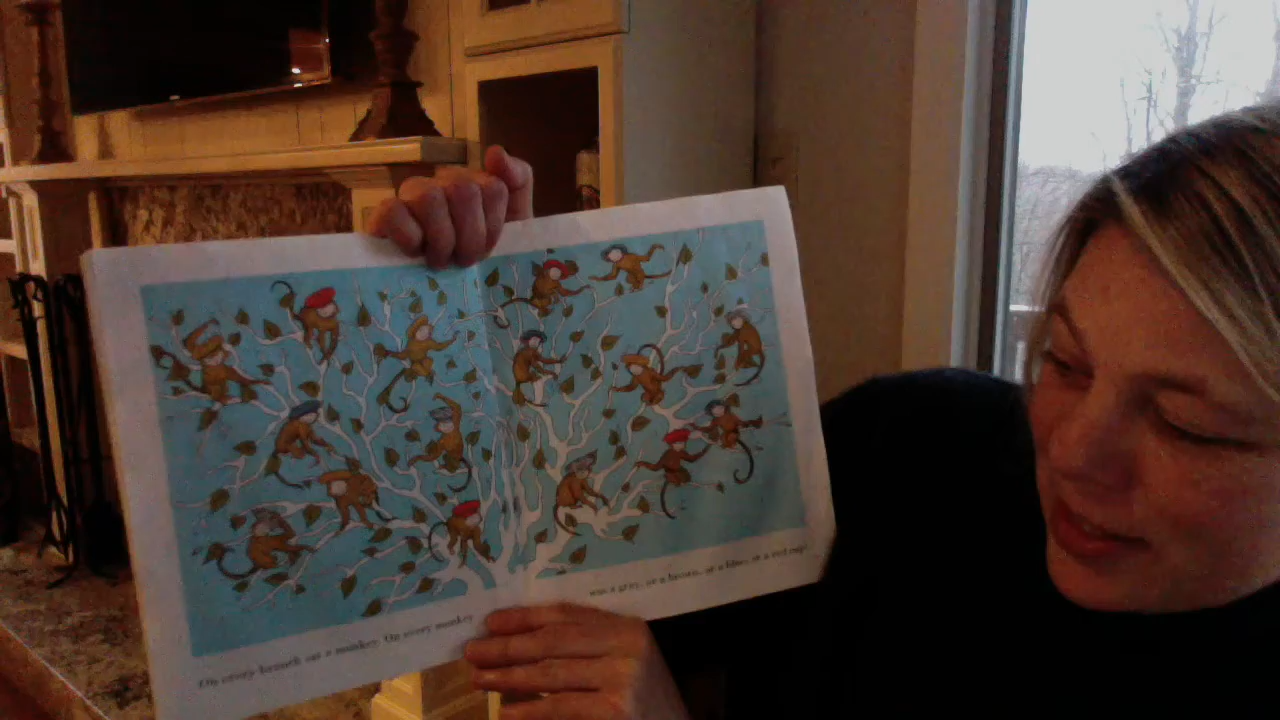 On every branch sat a monkey. On every monkey
was a gray, or a brown, or a blue, or a red cap!